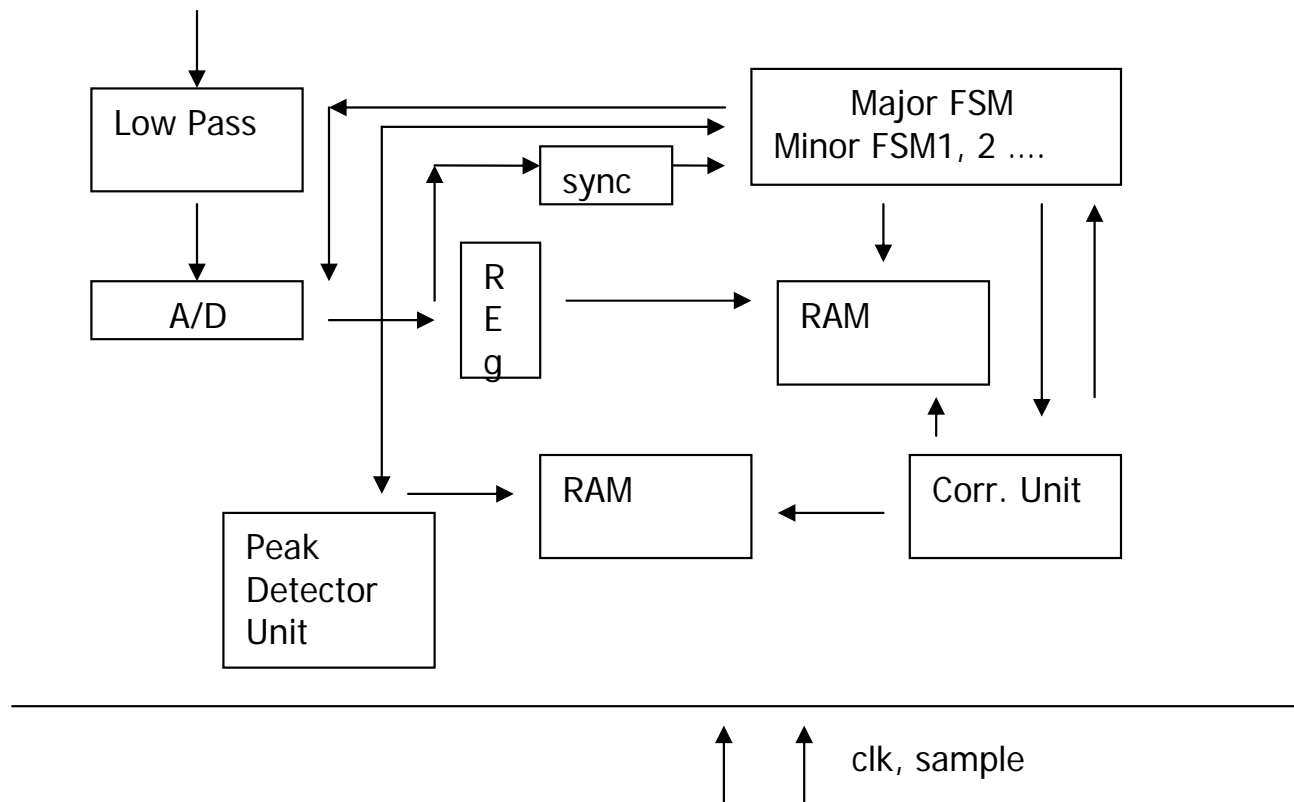 Low Pass
Major FSM
Minor FSM1, 2 ....
sync
A/D
R
E
g
RAM
RAM
Corr. Unit
Peak
Detector
Unit
clk, sample